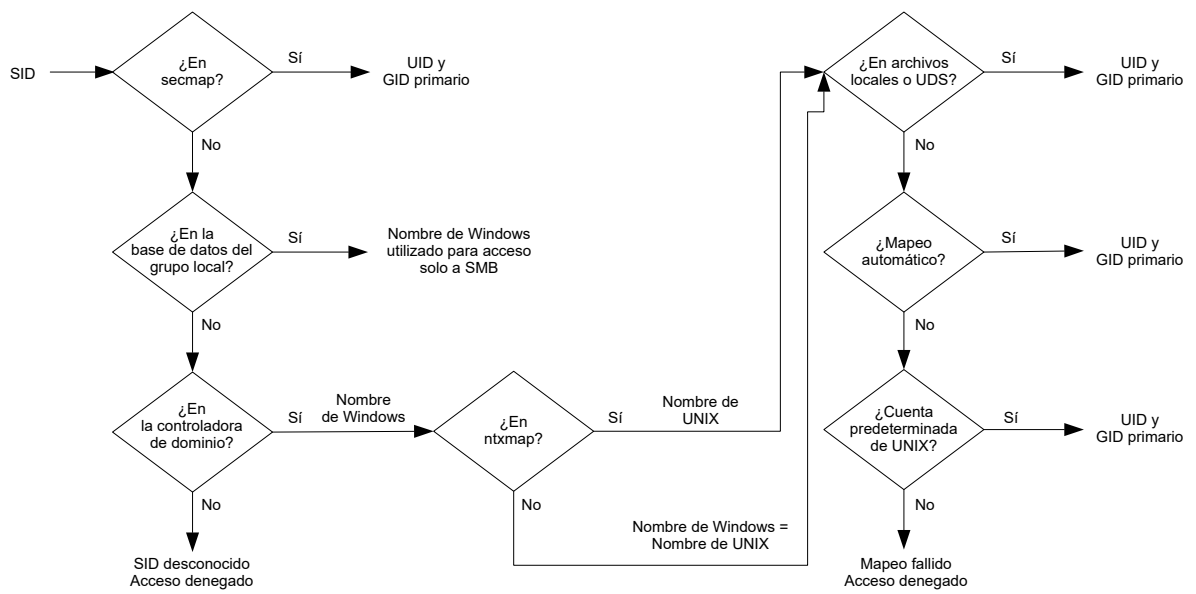 SID
¿En
secmap?
Sí
UID y
GID primario
No
¿En la
base de datos del
grupo local?
Sí
Nombre de Windows
utilizado para acceso
solo a SMB
No
¿En
la controladora
de dominio?
Sí
Nombre
de Windows
No
SID desconocido
Acceso denegado
¿En
ntxmap?
Sí
Nombre de
UNIX
No
Nombre de Windows =
Nombre de UNIX
¿En archivos
locales o UDS?
Sí
UID y
GID primario
No
¿Mapeo
automático?
Sí
UID y
GID primario
No
¿Cuenta
predeterminada
de UNIX?
Sí
UID y
GID primario
No
Mapeo fallido
Acceso denegado